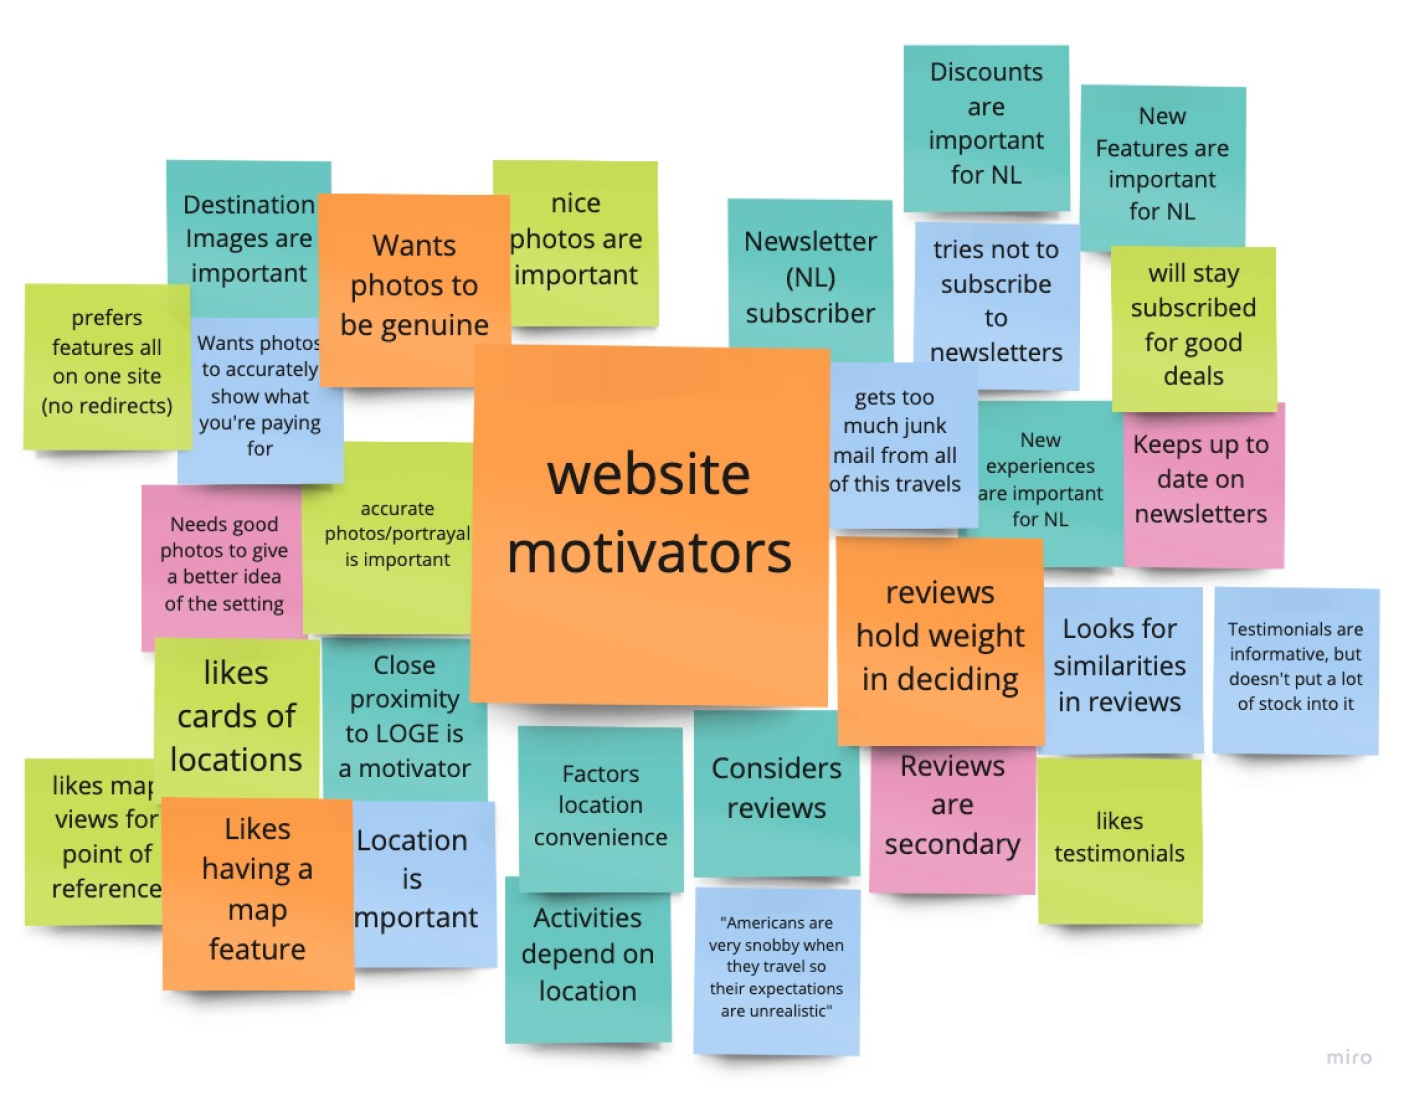 Discounts
are
important
for NL
New
Features are
important
for NL
Destination
Images are
important
Wants
photos to
be genuine
nice
photos are
important
Newsletter
(NL)
subscriber
tries not to
subscribe
to
newsletters
will stay
subscribed
for good
deals
prefers
features all
on one site
(no redirects)
Wants photos
to accurately
show what
you're paying
for
website
motivators
gets too
much junk
mail from all
of this travels
New
experiences
are important
for NL
Keeps up to
date on
newsletters
Needs good
photos to give
a better idea
of the setting
accurate
photos/portrayal
is important
reviews
hold weight
in deciding
Looks for
similarities
in reviews
Testimonials are
informative, but
doesn't put a lot
of stock into it
likes
cards of
locations
Close
proximity
to LOGE is
a motivator
Factors
location
convenience
Considers
reviews
Reviews
are
secondary
likes
testimonials
likes map
views for
point of
reference
Likes
having a
map
feature
Location
is
mportant
Activities
depend on
location
"Americans are
very snobby when
they travel so
their expectations
are unrealistic"
miro